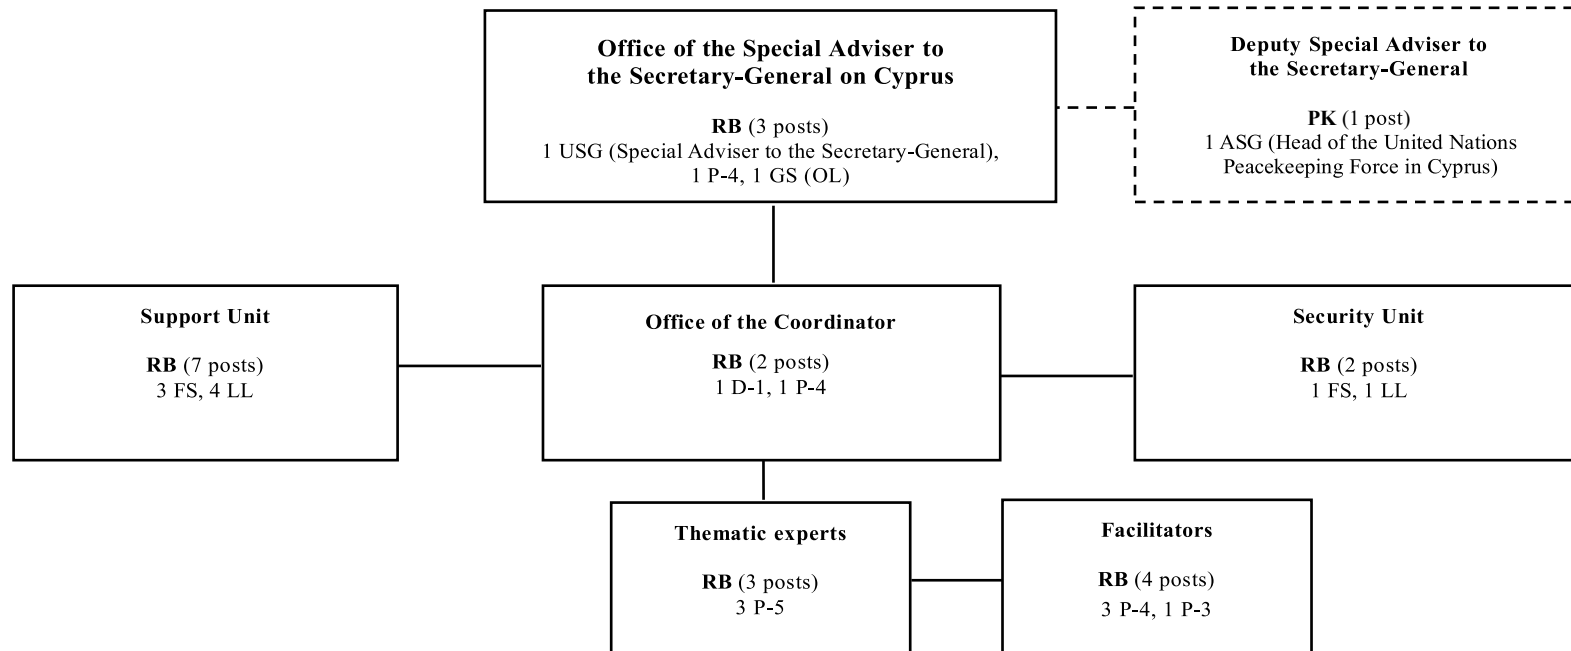 Office of the Special Adviser to
the Secretary-General on Cyprus
RB (3 posts)
1 USG (Special Adviser to the Secretary-General),
1 P-4, 1 GS (OL)
Deputy Special Adviser to
the Secretary-General
PK (1 post)
1 ASG (Head of the United Nations
Peacekeeping Force in Cyprus)
Support Unit
RB (7 posts)
3 FS, 4 LL
Office of the Coordinator
RB (2 posts)
1 D-1, 1 P-4
Security Unit
RB (2 posts)
1 FS, 1 LL
Thematic experts
RB (3 posts)
3 P-5
Facilitators
RB (4 posts)
3 P-4, 1 P-3